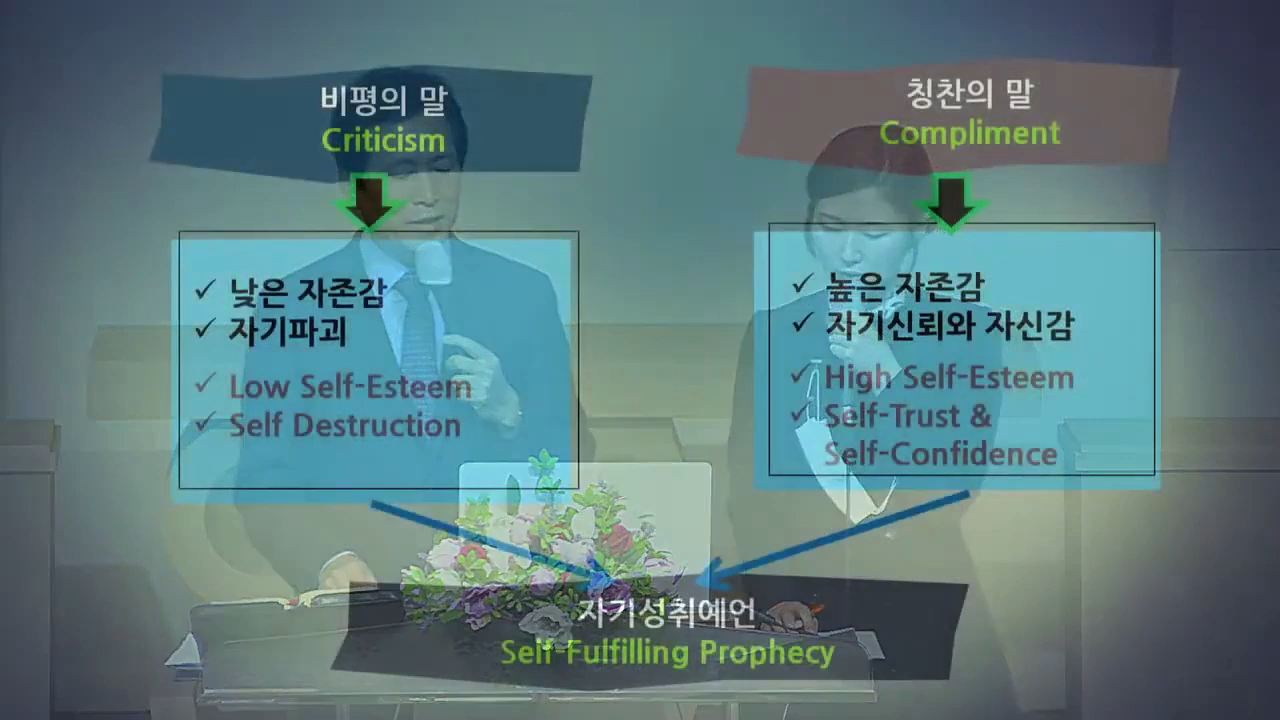 비평의 말
Criticism
✓ 낮은 자존감
✓ 자기파괴
✓ Low Self-Esteem
✓ Self Destruction
칭찬의 말
Compliment
✓ 높은 자존감
✓ 자기신뢰와 자신감
✓ High Self-Esteem
✓ Self-Trust &
Self-Confidence
자기성취예언
Self-Fulfilling Prophecy